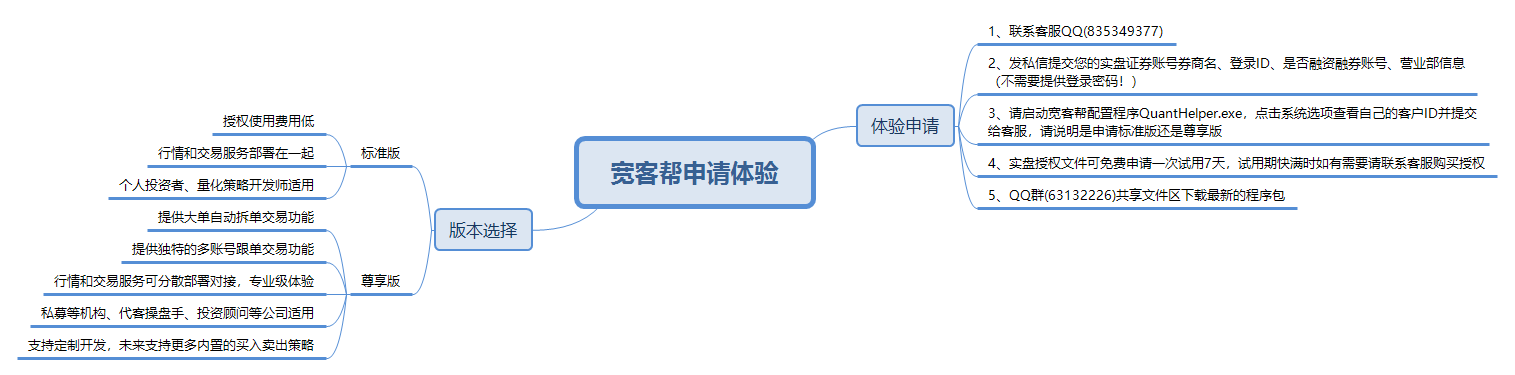 宽客帮申请体验
体验申请
1、联系客服QQ(835349377)
2、发私信提交您的实盘证券账号券商名、登录ID、是否融资融券账号、营业部信息
（不需要提供登录密码！）
3、请启动宽客帮配置程序QuantHelper.exe，点击系统选项查看自己的客户ID并提交
给客服，请说明是申请标准版还是尊享版
4、实盘授权文件可免费申请一次试用7天，试用期快满时如有需要请联系客服购买授权
5、QQ群(63132226)共享文件区下载最新的程序包
版本选择
标准版
授权使用费用低
行情和交易服务部署在一起
个人投资者、量化策略开发师适用
尊享版
提供大单自动拆单交易功能
提供独特的多账号跟单交易功能
行情和交易服务可分散部署对接，专业级体验
私募等机构、代客操盘手、投资顾问等公司适用
支持定制开发，未来支持更多内置的买入卖出策略